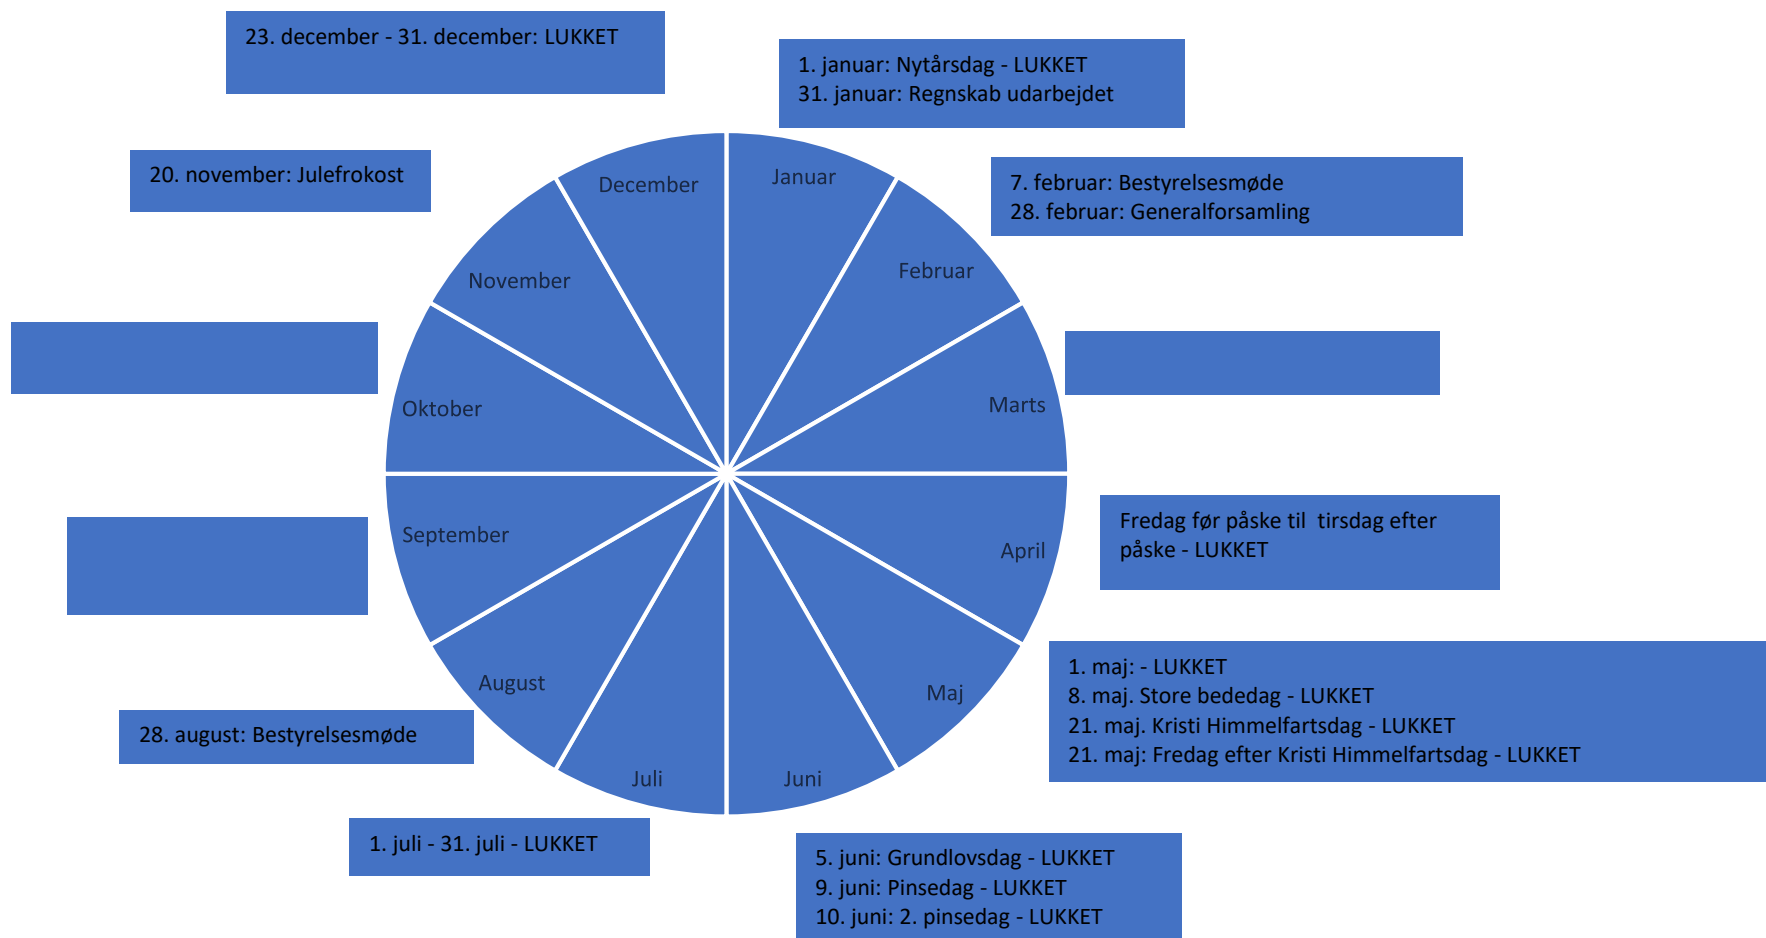 23. december - 31. december: LUKKET
1. januar: Nytårsdag - LUKKET
31. januar: Regnskab udarbejdet
20. november: Julefrokost
7. februar: Bestyrelsesmøde
28. februar: Generalforsamling
December
Januar
November
Februar
Oktober
Marts
September
April
Fredag før påske til  tirsdag efter
påske - LUKKET
August
Maj
1. maj: - LUKKET
8. maj. Store bededag - LUKKET
21. maj. Kristi Himmelfartsdag - LUKKET
21. maj: Fredag efter Kristi Himmelfartsdag - LUKKET
28. august: Bestyrelsesmøde
Juli
Juni
1. juli - 31. juli - LUKKET
5. juni: Grundlovsdag - LUKKET
9. juni: Pinsedag - LUKKET
10. juni: 2. pinsedag - LUKKET